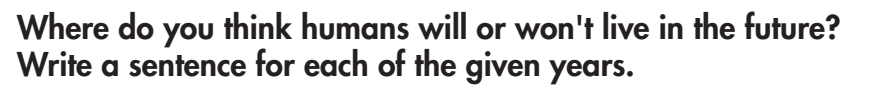 Where do you think humans will or won't live in the future?
Write a sentence for each of the given years.